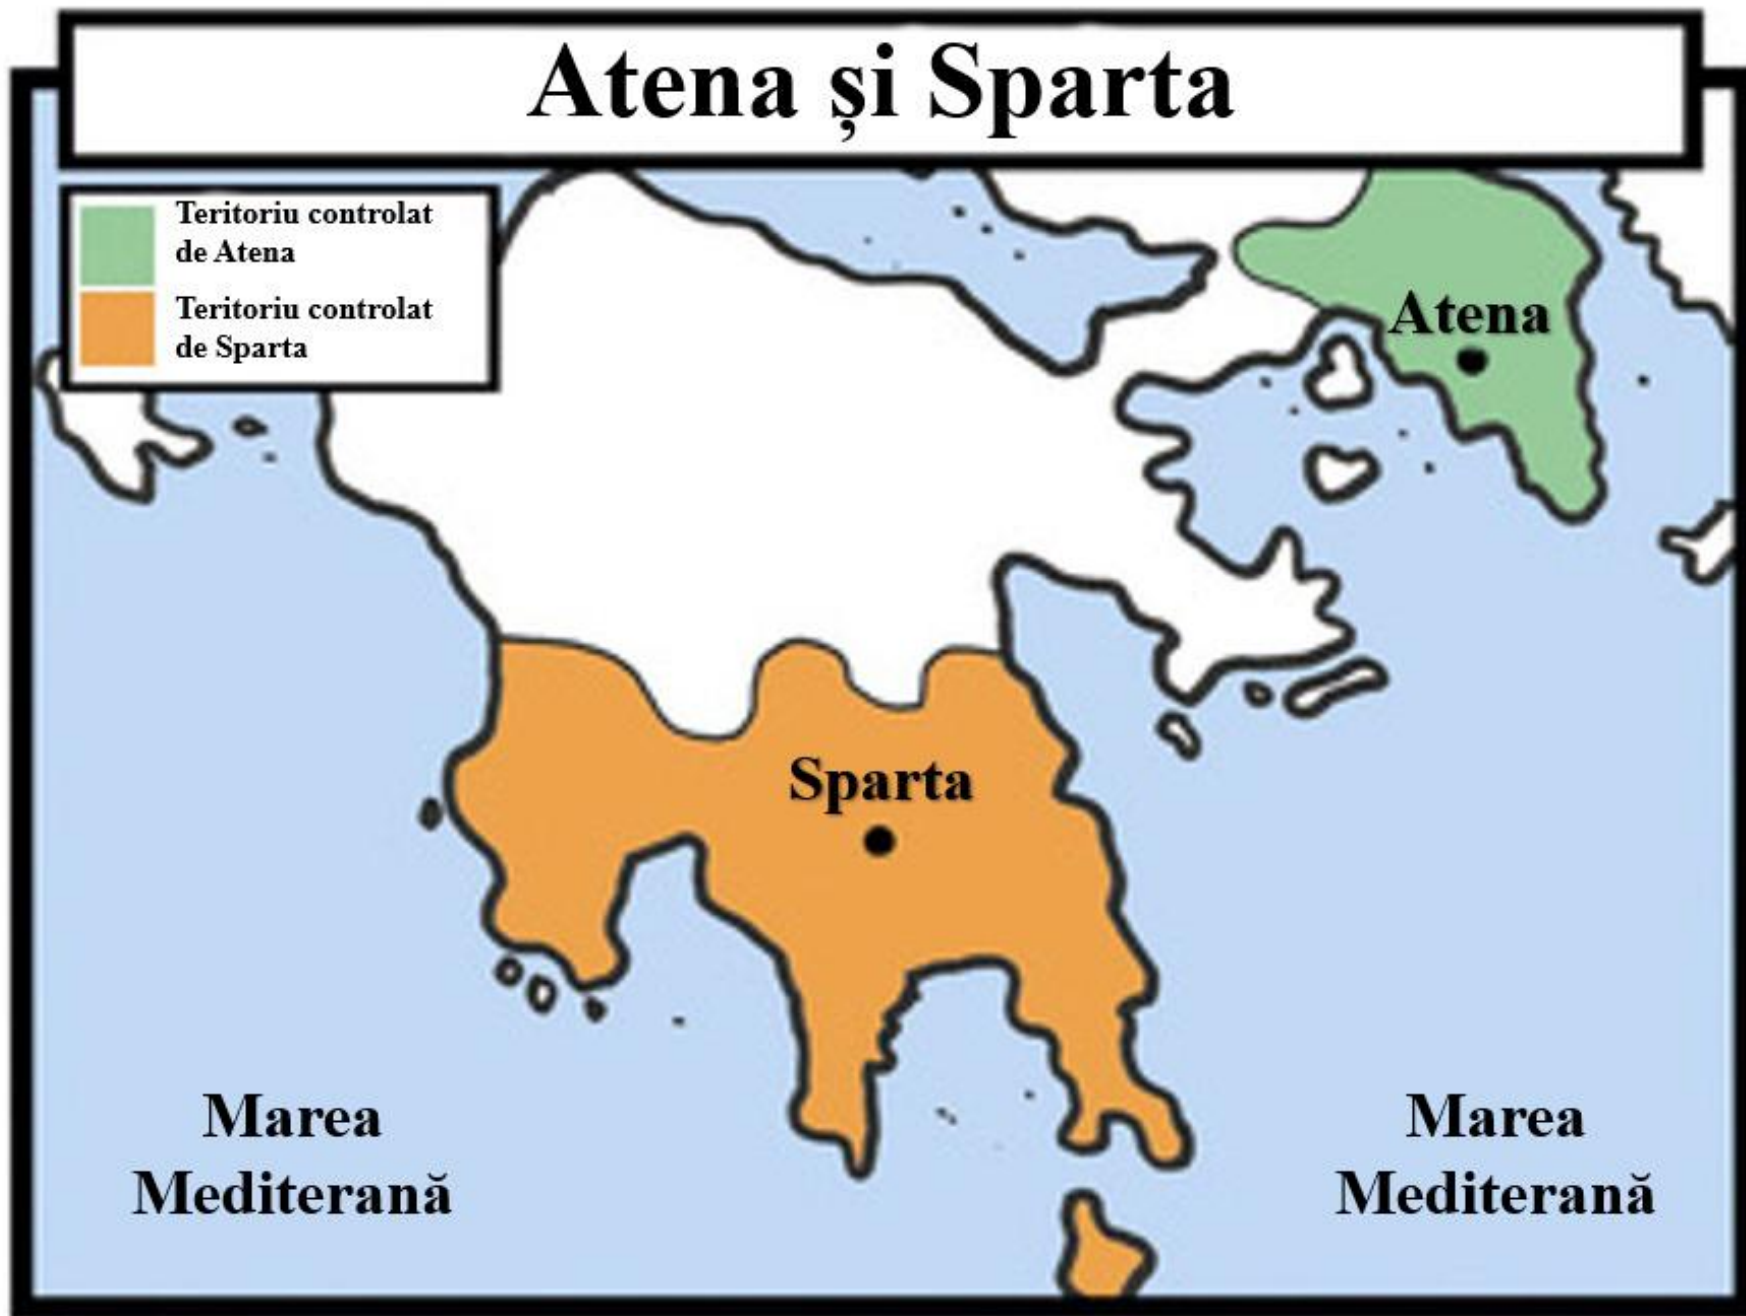 Atena și Sparta
Teritoriu controlat
de Atena
Teritoriu controlat
de Sparta
Atena
Sparta
Marea
Mediterană
Marea
Mediterană